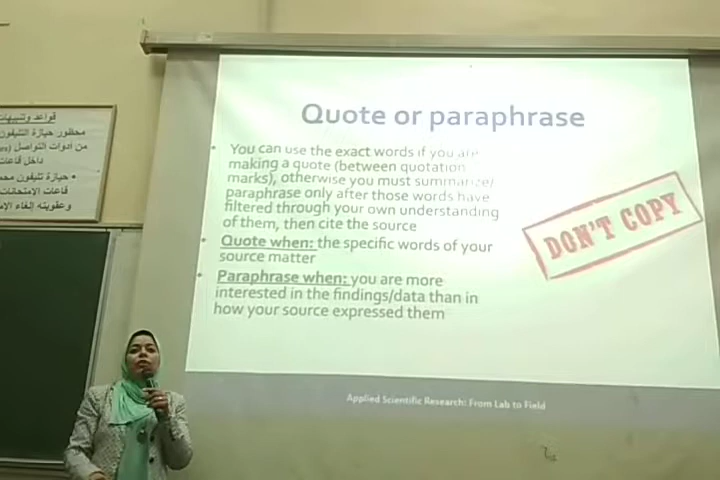 Quote or paraphrase
• You can use the exact words if you are
making a quote (between quotation
marks), otherwise you must summarize/
paraphrase only after those words have
filtered through your own understanding
of them, then cite the source
• Quote when: the specific words of your
source matter
• Paraphrase when: you are more
interested in the findings/data than in
how your source expressed them
DON'T COPY
Applied Scientific Research: From Lab to Field
قواعد وتنبيهات
محظور حيازة التليفون
من أدوات التواصل
داخل قاعات
• حيازة تليفون
قاعات الإمتحانات
وعقوبته إلغاء